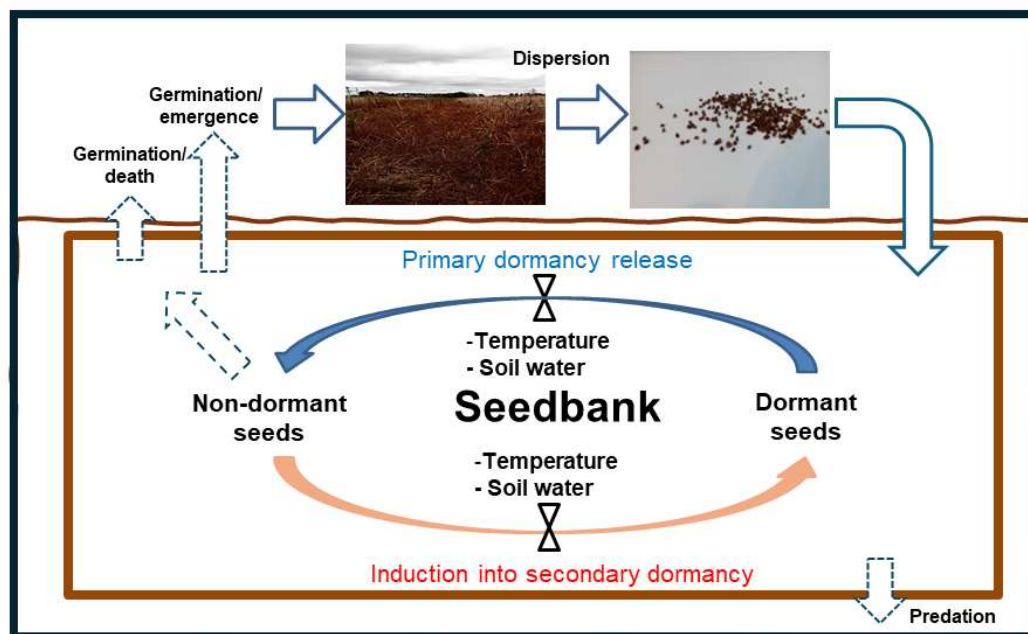 Dispersion
Germination/
emergence
Germination/
death
Primary dormancy release
-Temperature
- Soil water
Non-dormant
seeds
Seedbank
Dormant
seeds
-Temperature
- Soil water
Induction into secondary dormancy
Predation